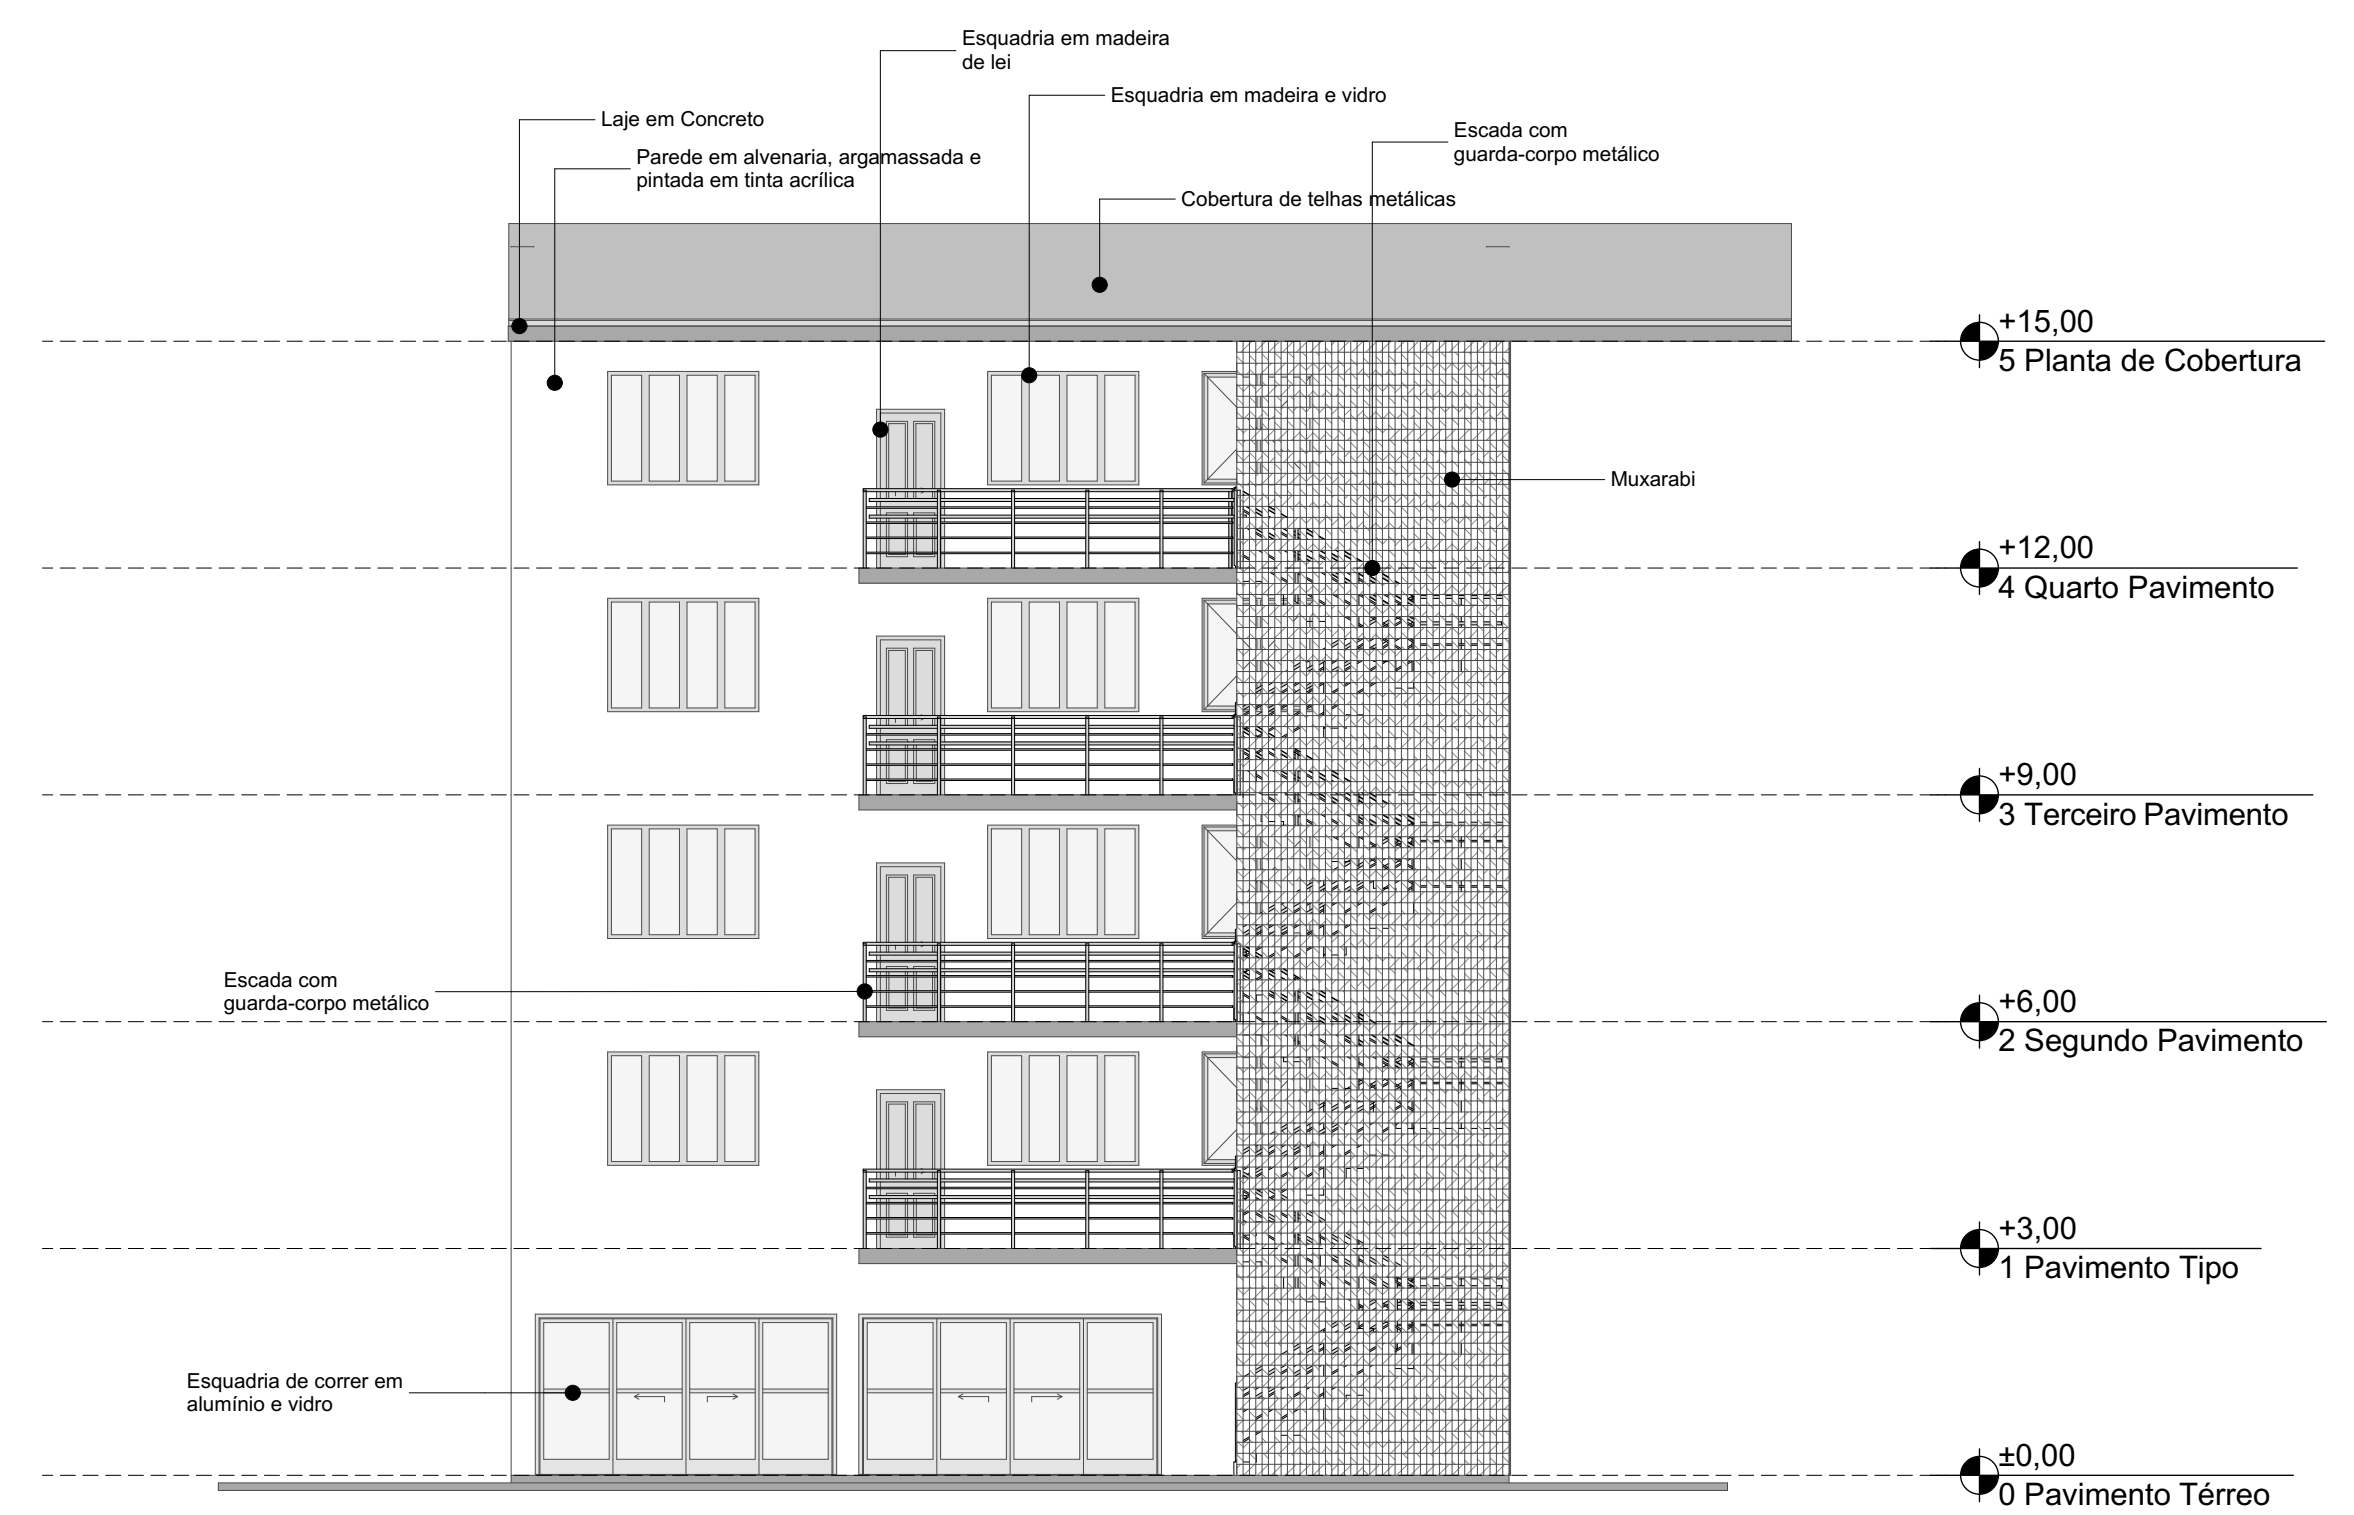 Esquadria em madeira
de lei
Esquadria em madeira e vidro
Laje em Concreto
Escada com
guarda-corpo metálico
Parede em alvenaria, argamassada e
pintada em tinta acrílica
Cobertura de telhas metálicas
+15,00
5 Planta de Cobertura
Muxarabi
+12,00
4 Quarto Pavimento
+9,00
3 Terceiro Pavimento
Escada com
guarda-corpo metálico
+6,00
2 Segundo Pavimento
+3,00
1 Pavimento Tipo
Esquadria de correr em
alumínio e vidro
±0,00
0 Pavimento Térreo